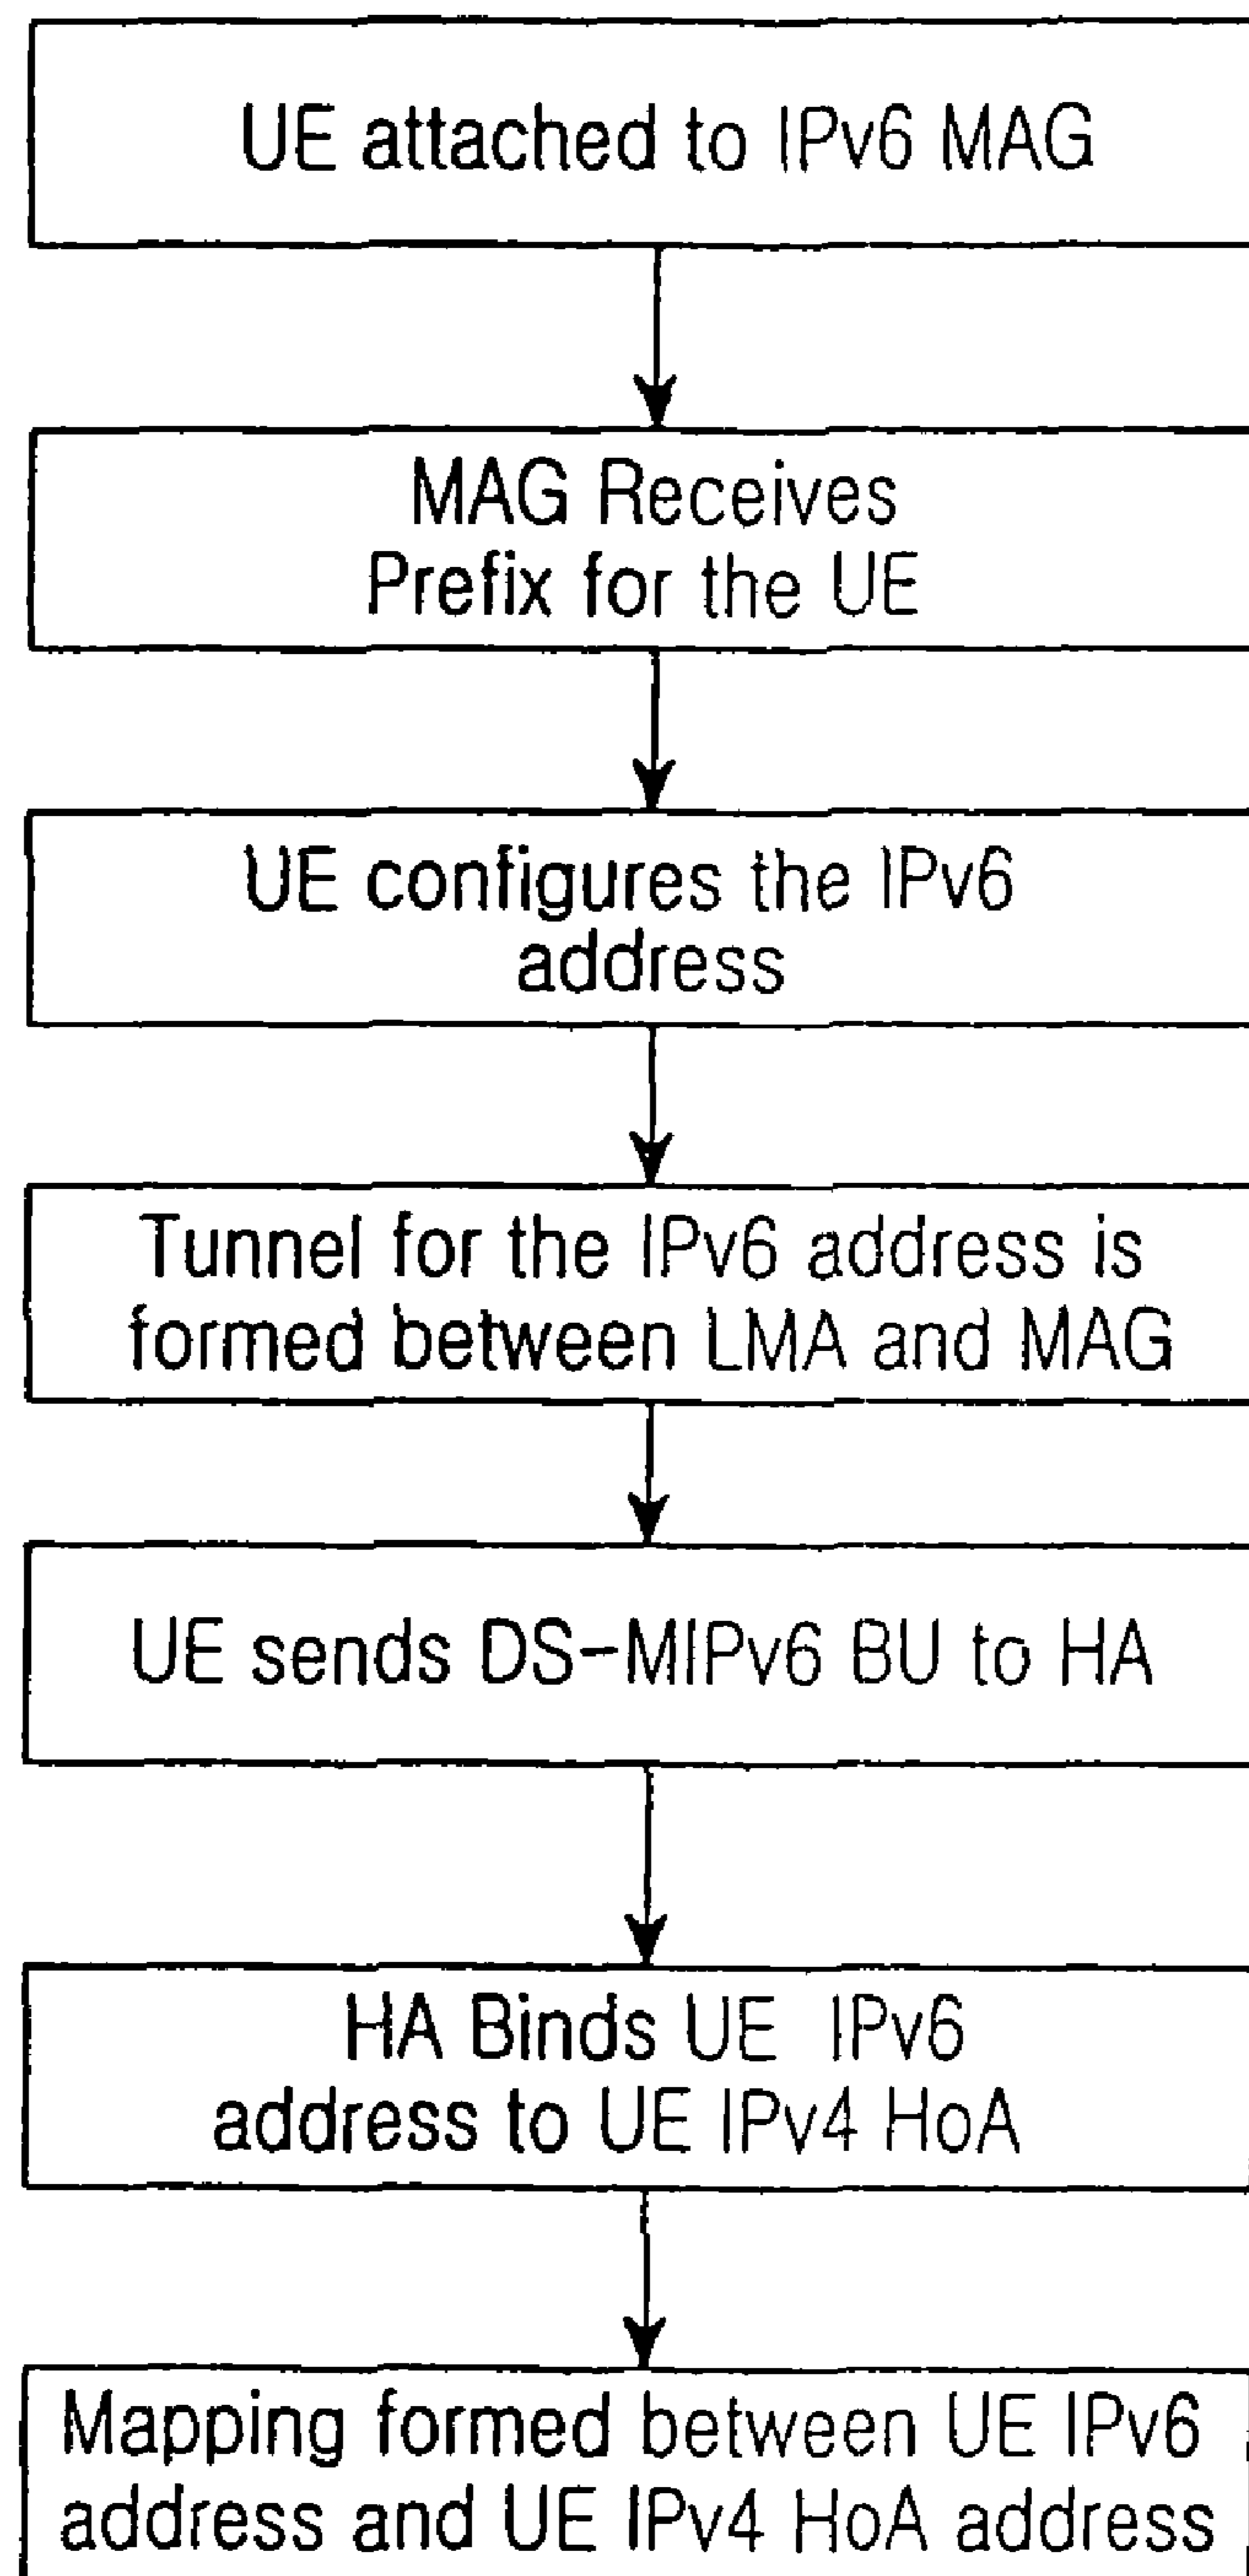 UE attached to IPv6 MAG
MAG Receives
Prefix for the UE
UE configures the IPv6
address
Tunnel for the IPv6 address is
formed between LMA and MAG
UE sends DS-MIPv6 BU to HA
HA Binds UE IPv6
address to UE IPv4 HoA
Mapping formed between UE IPv6
address and UE IPv4 HoA address